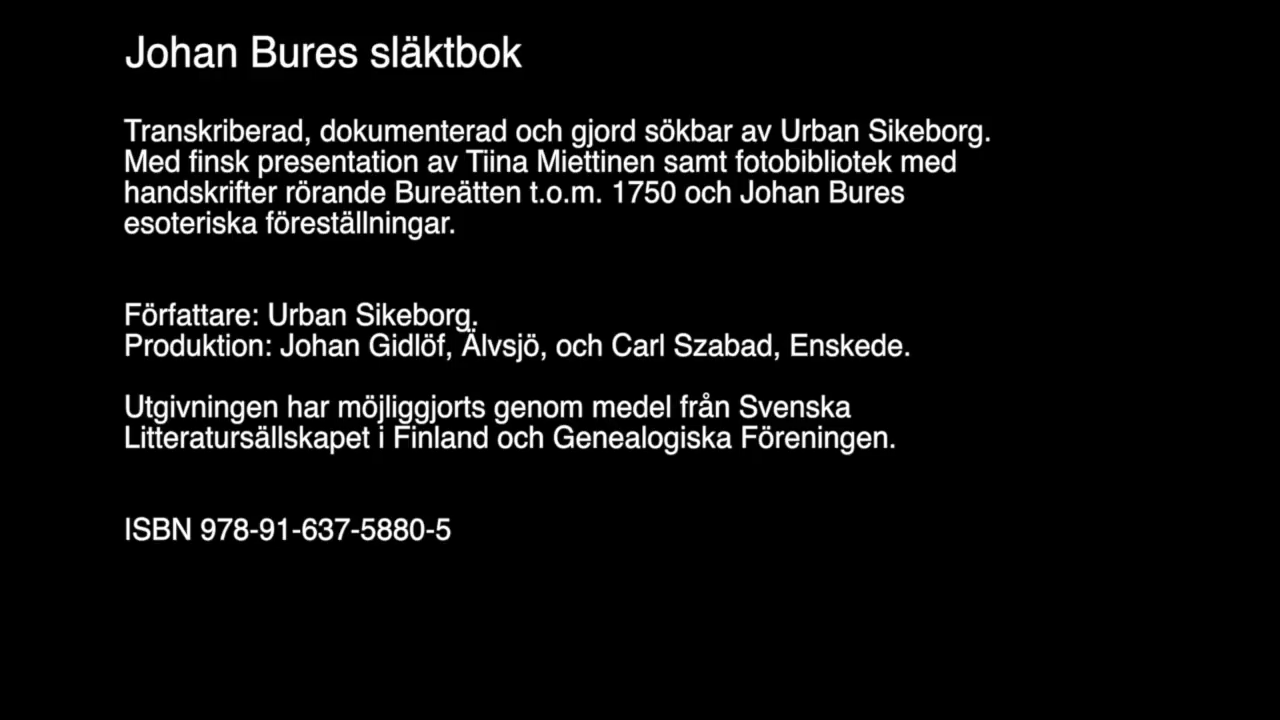 Johan Bures släktbok
Transkriberad, dokumenterad och gjord sökbar av Urban Sikeborg.
Med finsk presentation av Tiina Miettinen samt fotobibliotek med
handskrifter rörande Bureätten t.o.m. 1750 och Johan Bures
esoteriska föreställningar.
Författare: Urban Sikeborg.
Produktion: Johan Gidlöf, Älvsjö, och Carl Szabad, Enskede.
Utgivningen har möjliggjorts genom medel från Svenska
Litteratursällskapet i Finland och Genealogiska Föreningen.
ISBN 978-91-637-5880-5